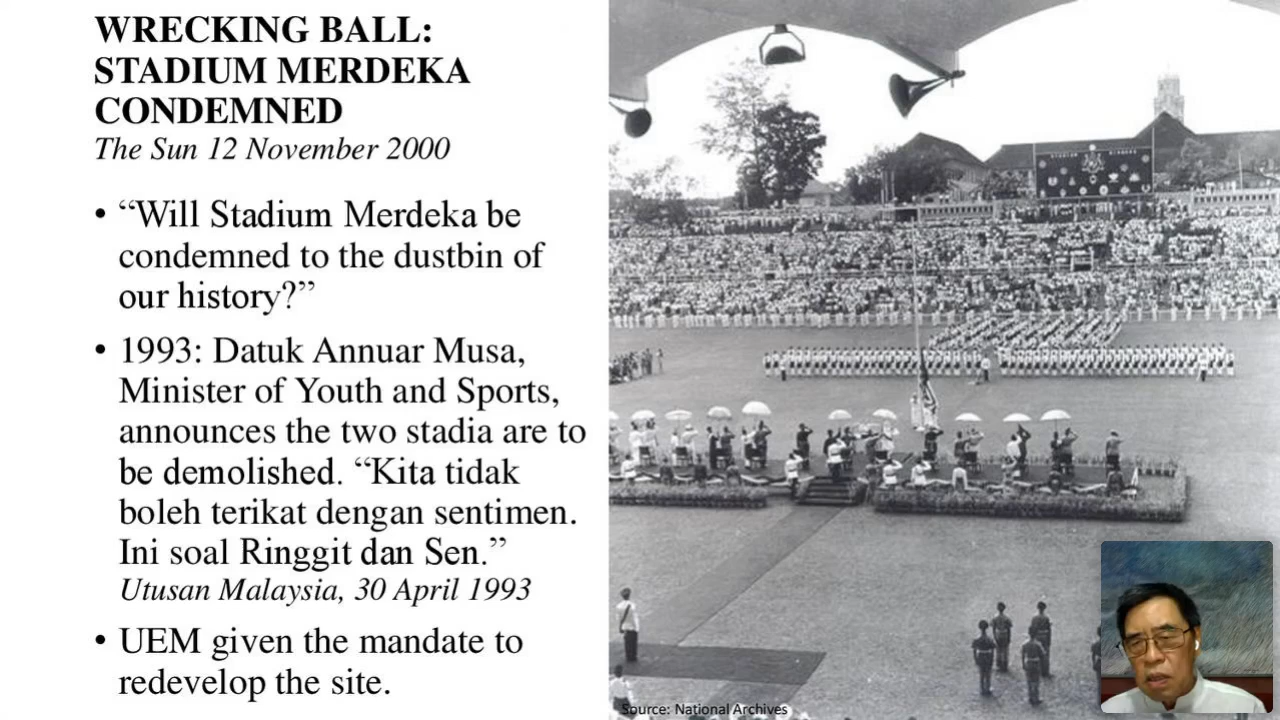 WRECKING BALL:
STADIUM MERDEKA
CONDEMNED
The Sun 12 November 2000
• “Will Stadium Merdeka be
condemned to the dustbin of
our history?”
• 1993: Datuk Annuar Musa,
Minister of Youth and Sports,
announces the two stadia are to
be demolished. “Kita tidak
boleh terikat dengan sentimen.
Ini soal Ringgit dan Sen.”
Utusan Malaysia, 30 April 1993
• UEM given the mandate to
redevelop the site.
Source: National Archives